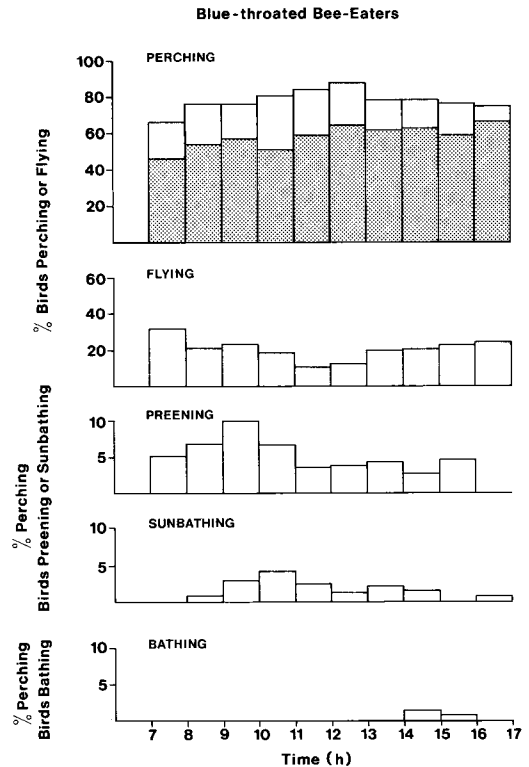 Blue-throated Bee-Eaters
PERCHING
100
80
60
40
20
% Birds Perching or Flying
FLYING
60
40
20
PREENING
10
5
% Perching
Birds Preening or Sunbathing
SUNBATHING
10
5
BATHING
10
5
% Perching
Birds Bathing
7 8 9 10 11 12 13 14 15 16 17
Time (h)